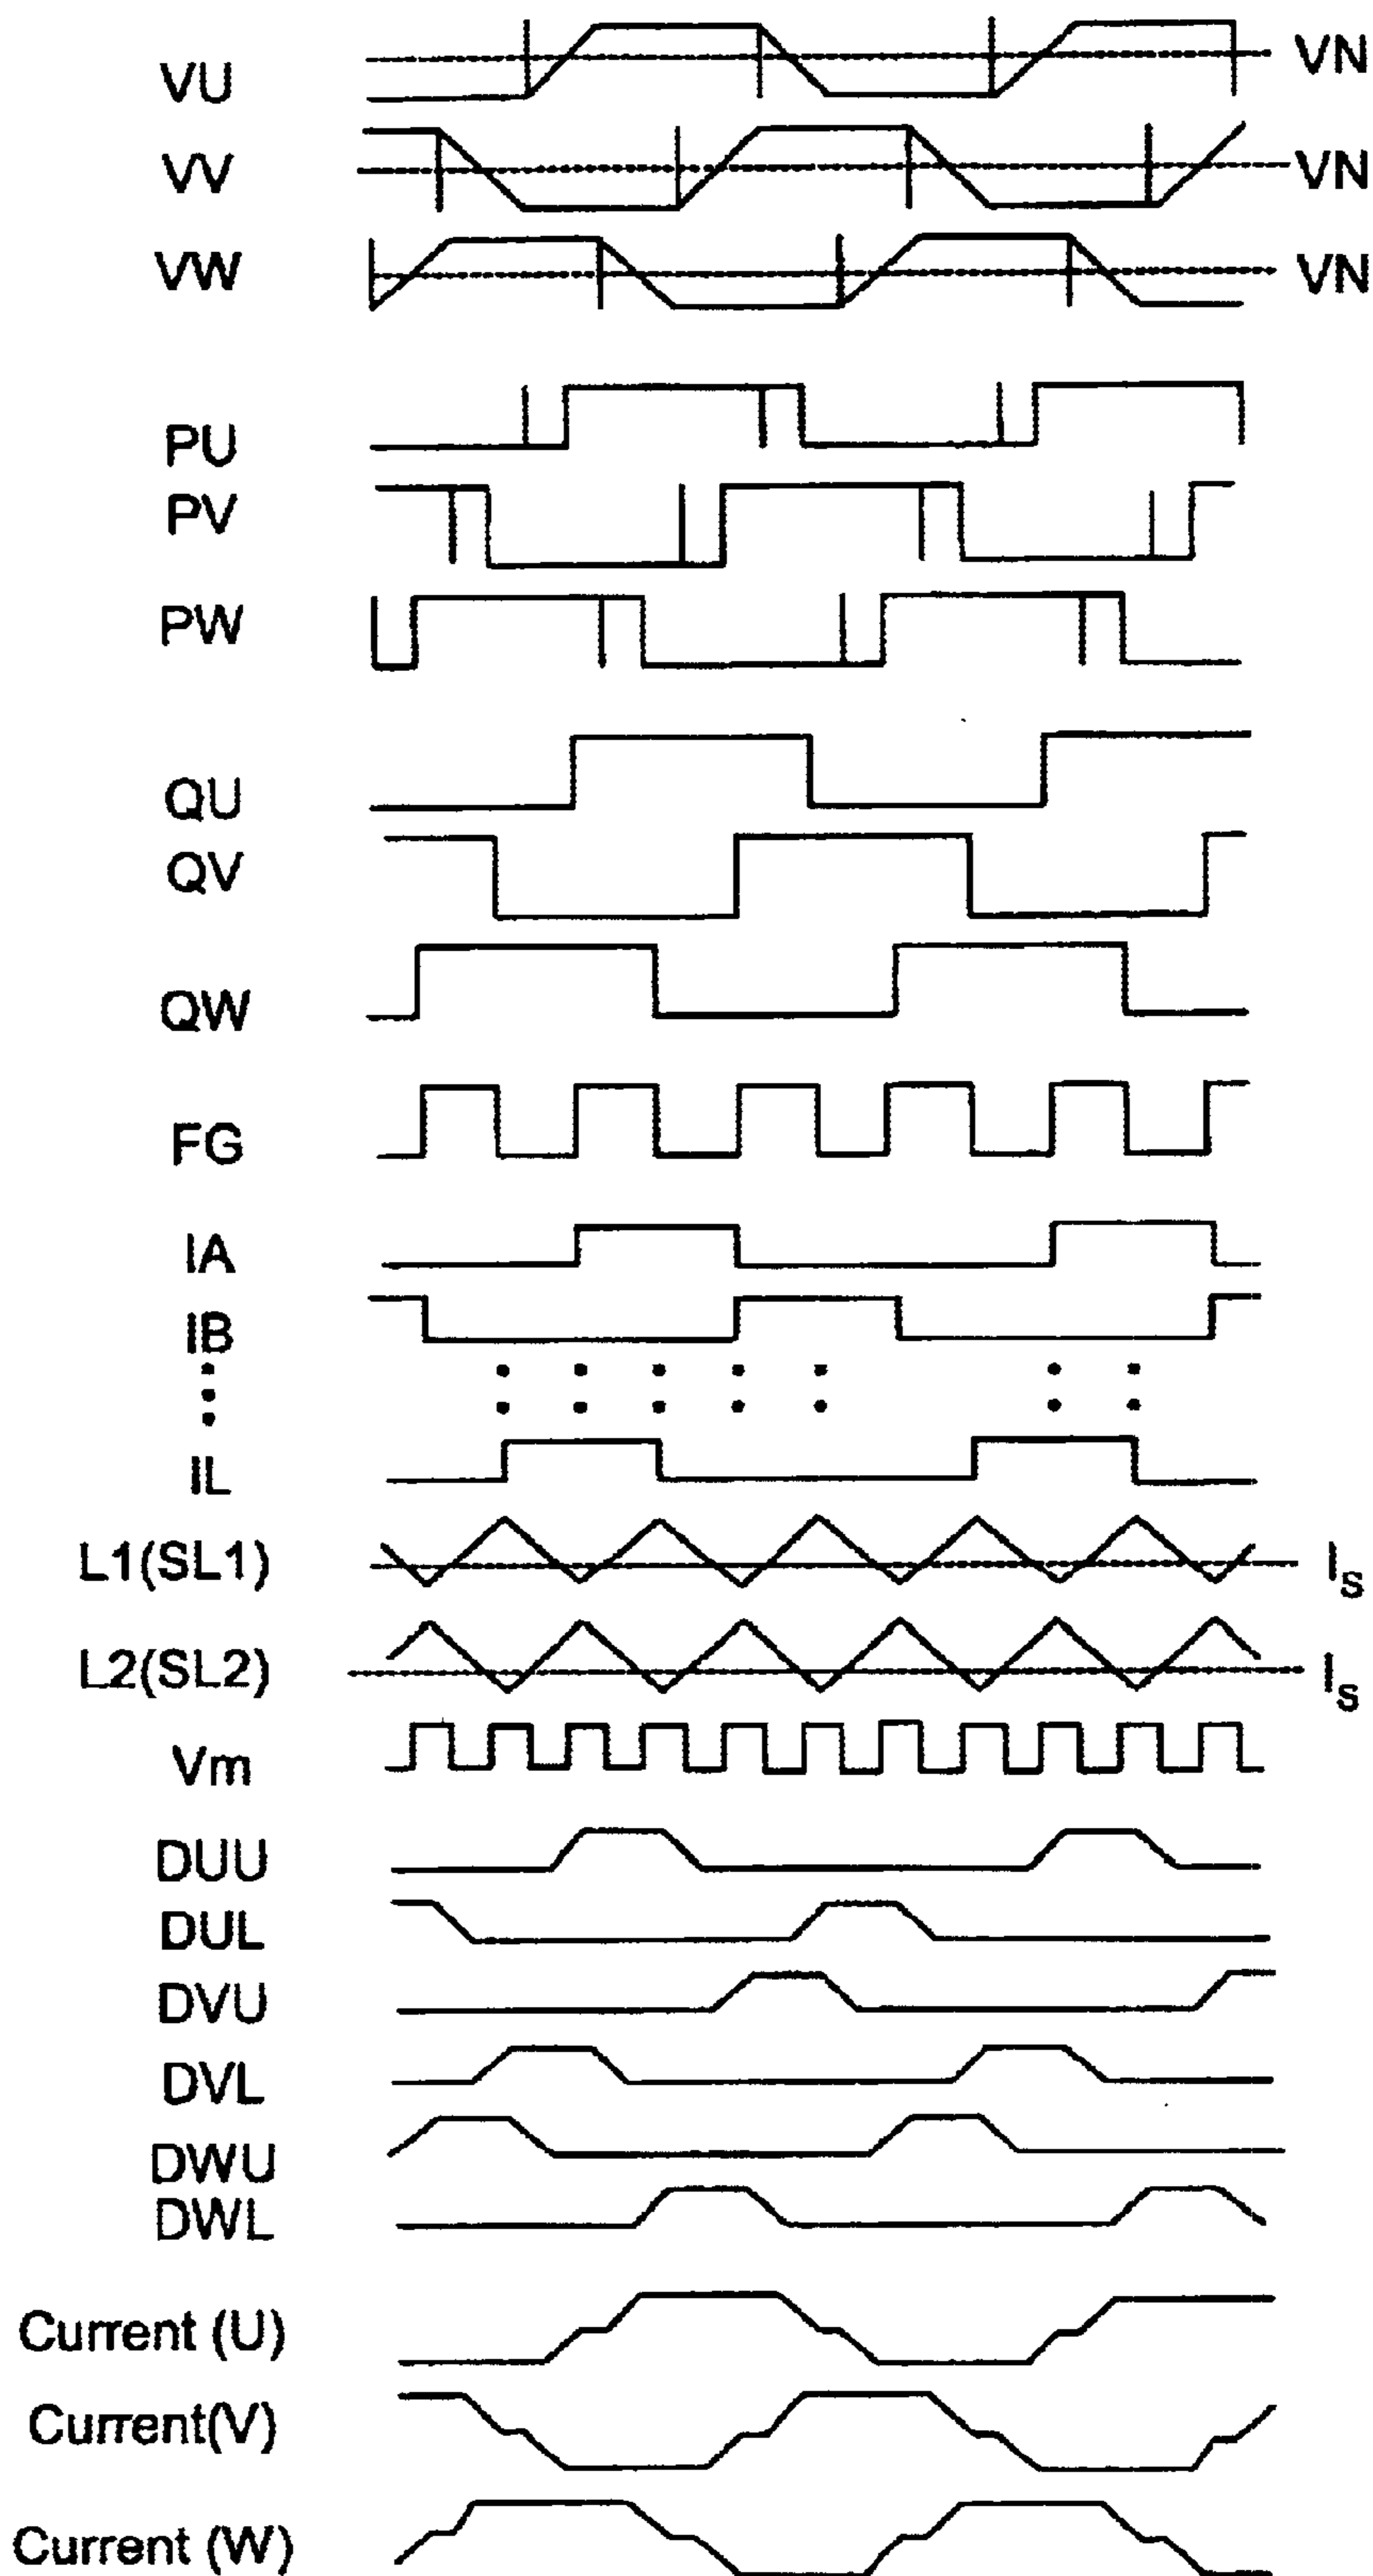 VU VN
VV VN
VW VN
PU
PV
PW
QU
QV
QW
FG
IA
IB
IL
L1(SL1) Is
L2(SL2) Is
Vm
DUU
DUL
DVU
DVL
DWU
DWL
Current (U)
Current(V)
Current (W)